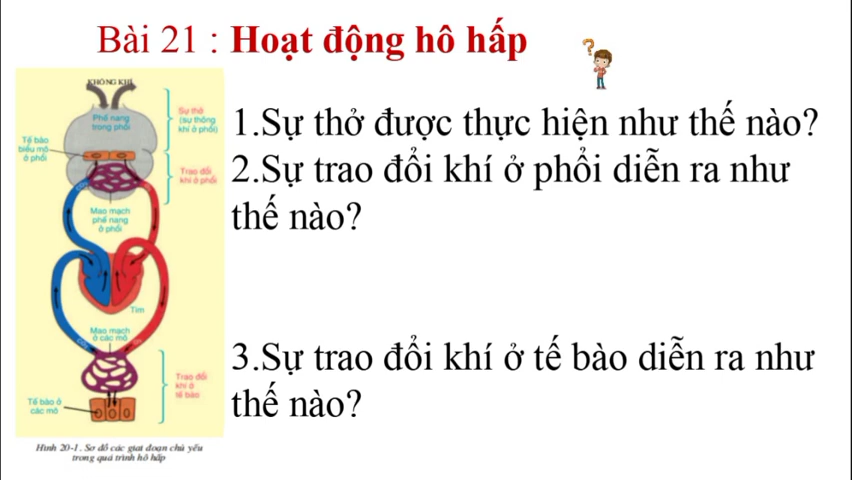 Bài 21 : Hoạt động hô hấp
KHÔNG KHÍ
Phế nang
trong phổi
Sự thở
(sự thông
khí ở phổi)
Tế bào
biểu mô
ở phổi
Trao đổi
khí ở phổi
Mao mạch
phế nang
ở phổi
Tim
Mao mạch
ở các mô
Trao đổi
khí ở
tế bào
Tế bào ở
các mô
Hình 20-1. Sơ đồ các giai đoạn chủ yếu
trong quá trình hô hấp
1.Sự thở được thực hiện như thế nào?
2.Sự trao đổi khí ở phổi diễn ra như
thế nào?
3.Sự trao đổi khí ở tế bào diễn ra như
thế nào?